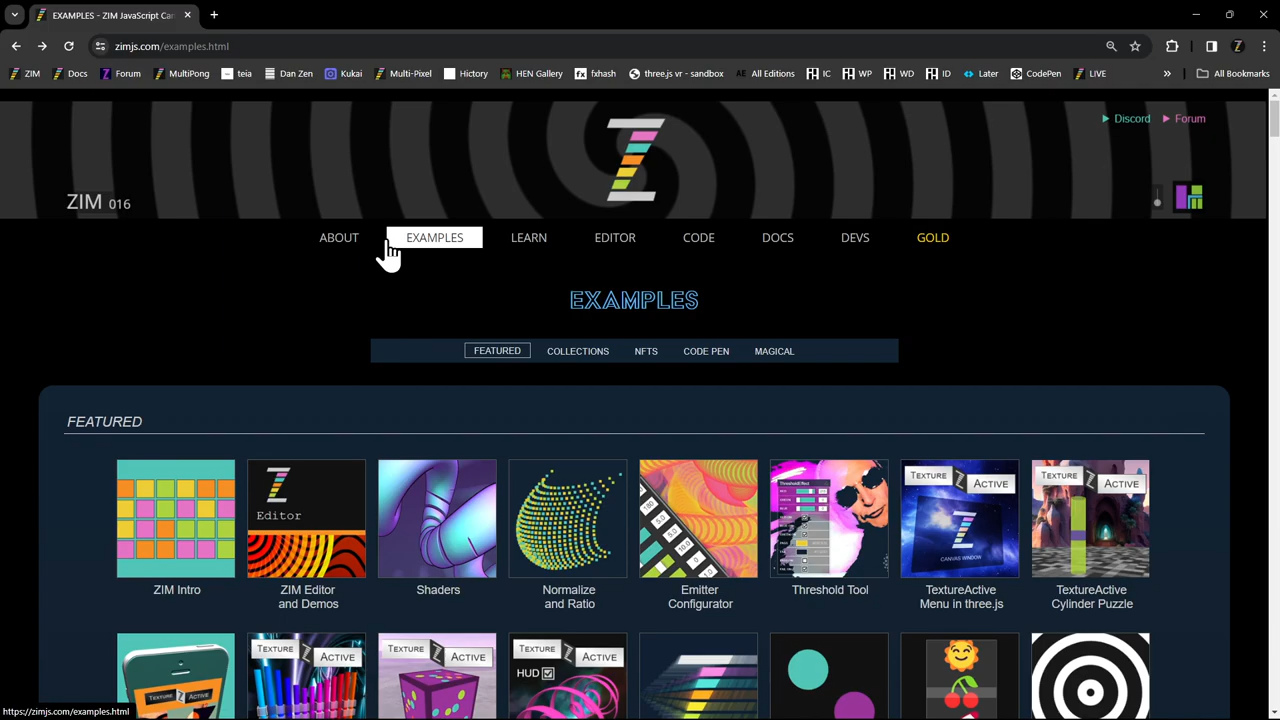 EXAMPLES - ZIM JavaScript Can
zimjs.com/examples.html
ZIM Docs Forum MultiPong teia Dan Zen Kukai Multi-Pixel Hictory HEN Gallery fxhash three.js vr - sandbox All Editions IC WP WD ID Later CodePen LIVE » All Bookmarks
Discord Forum
ZIM 016
ABOUT EXAMPLES LEARN EDITOR CODE DOCS DEVS GOLD
EXAMPLES
FEATURED COLLECTIONS NFTS CODE PEN MAGICAL
FEATURED
Editor
TEXTURE ACTIVE
CANVAS WINDOW
TEXTURE ACTIVE
ZIM Intro
ZIM Editor
and Demos
Shaders
Normalize
and Ratio
Emitter
Configurator
Threshold Tool
TextureActive
Menu in three.js
TextureActive
Cylinder Puzzle
TEXTURE ACTIVE
TEXTURE ACTIVE
TEXTURE ACTIVE
TEXTURE ACTIVE
HUD
https://zimjs.com/examples.html